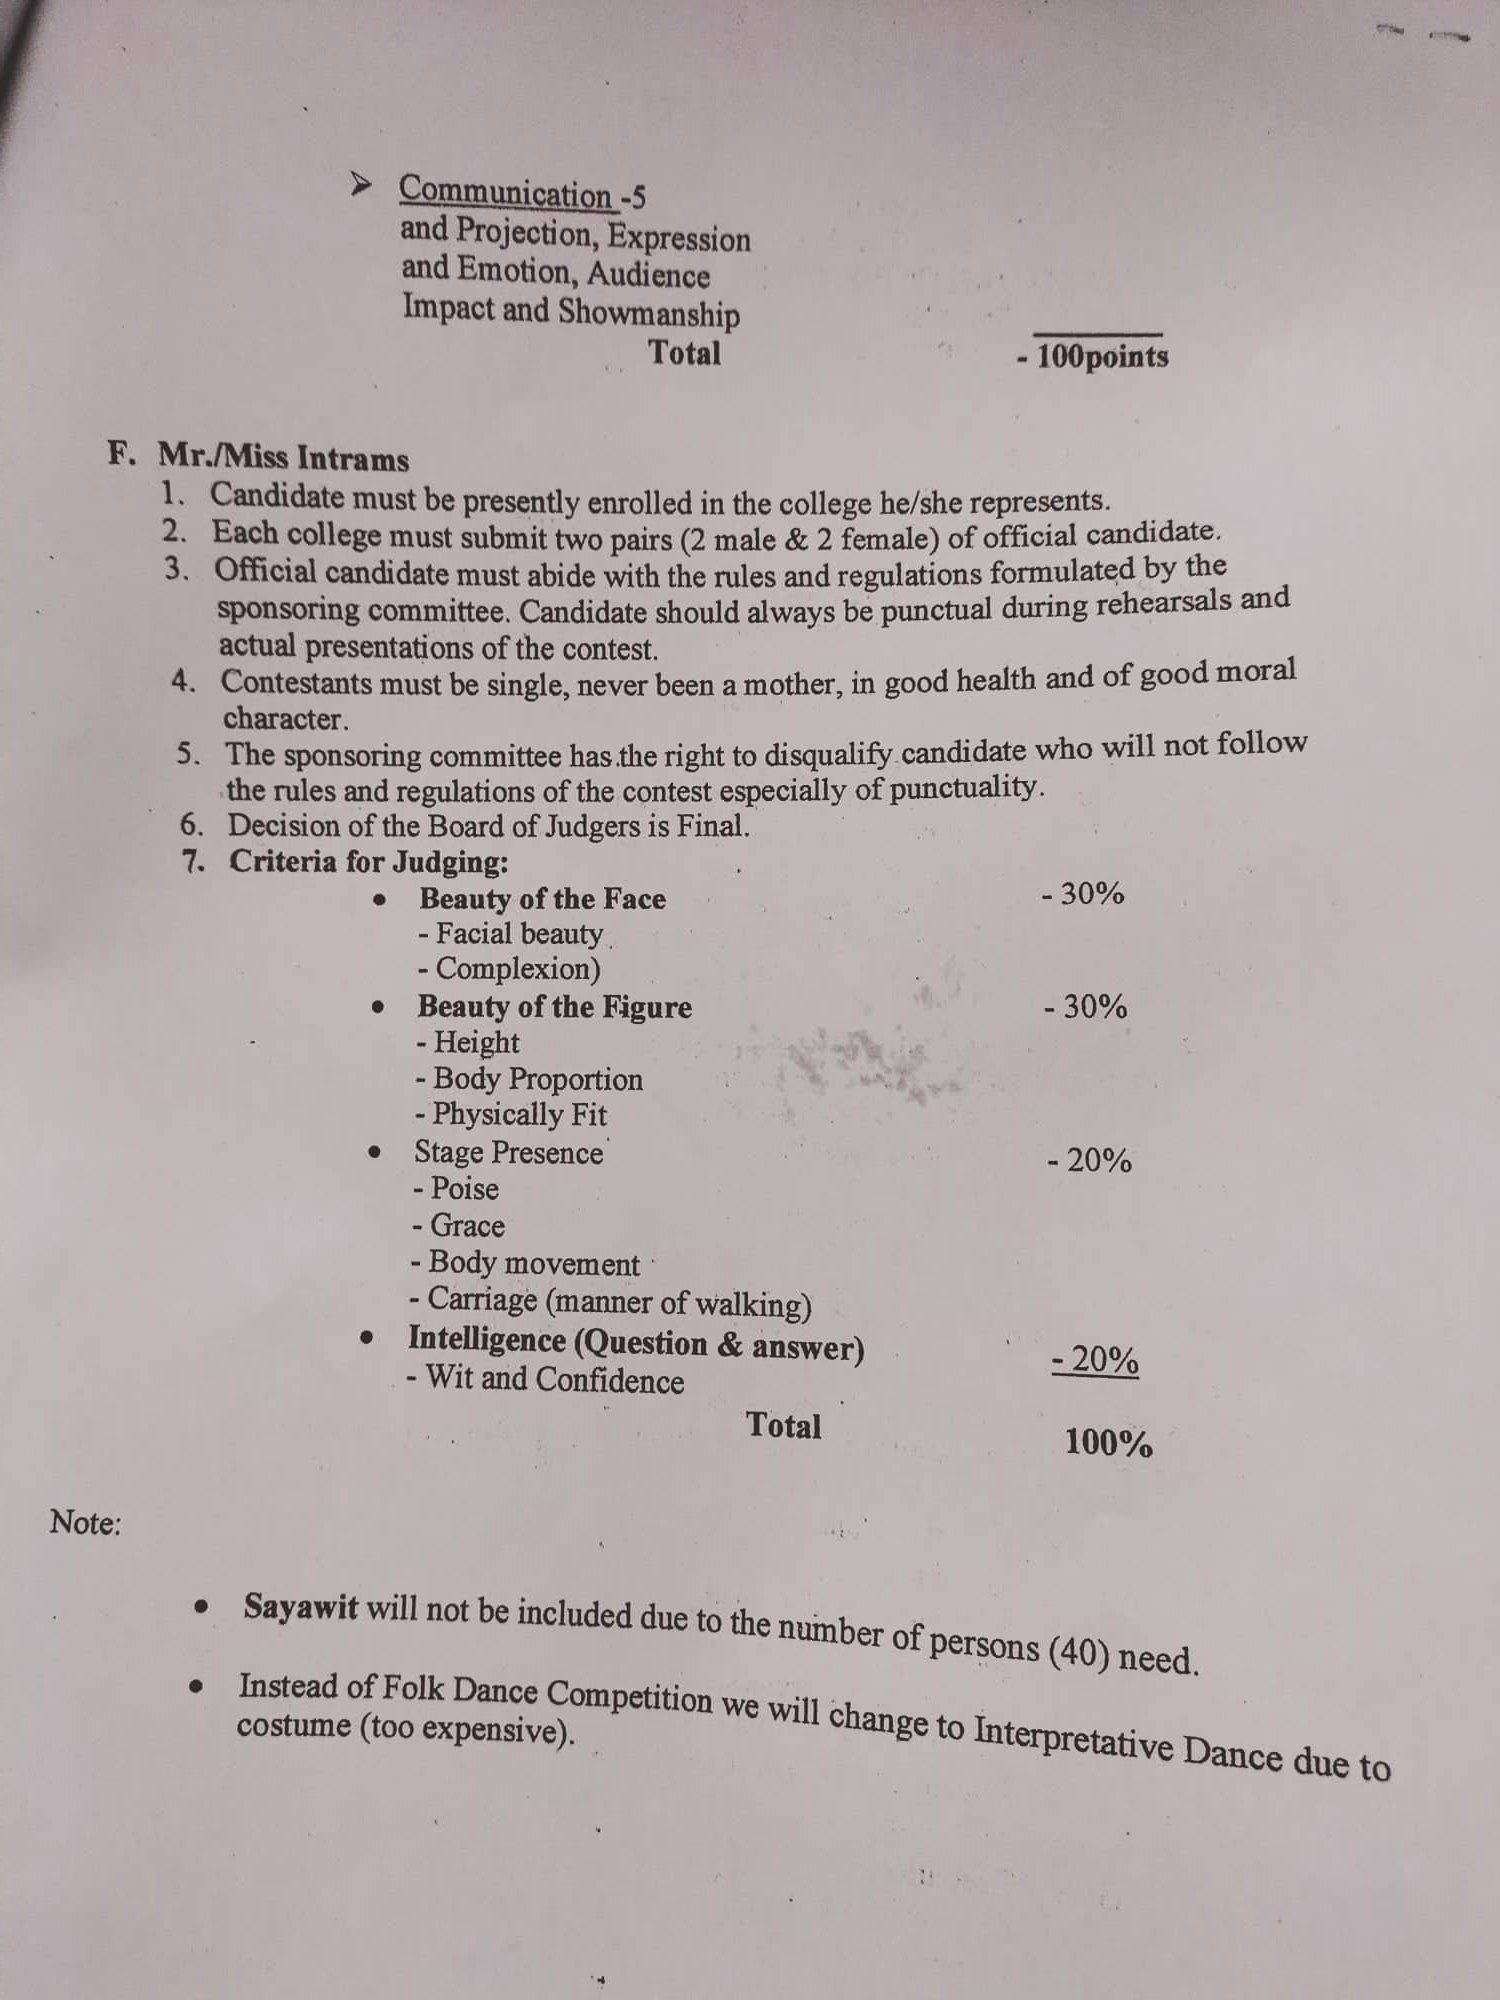 ➢ Communication -5
and Projection, Expression
and Emotion, Audience
Impact and Showmanship
Total - 100points
F. Mr./Miss Intrams
1. Candidate must be presently enrolled in the college he/she represents.
2. Each college must submit two pairs (2 male & 2 female) of official candidate.
3. Official candidate must abide with the rules and regulations formulated by the
sponsoring committee. Candidate should always be punctual during rehearsals and
actual presentations of the contest.
4. Contestants must be single, never been a mother, in good health and of good moral
character.
5. The sponsoring committee has the right to disqualify candidate who will not follow
the rules and regulations of the contest especially of punctuality.
6. Decision of the Board of Judgers is Final.
7. Criteria for Judging:
• Beauty of the Face - 30%
- Facial beauty
- Complexion)
• Beauty of the Figure - 30%
- Height
- Body Proportion
- Physically Fit
• Stage Presence - 20%
- Poise
- Grace
- Body movement
- Carriage (manner of walking)
• Intelligence (Question & answer) - 20%
- Wit and Confidence
Total 100%
Note:
• Sayawit will not be included due to the number of persons (40) need.
• Instead of Folk Dance Competition we will change to Interpretative Dance due to
costume (too expensive).